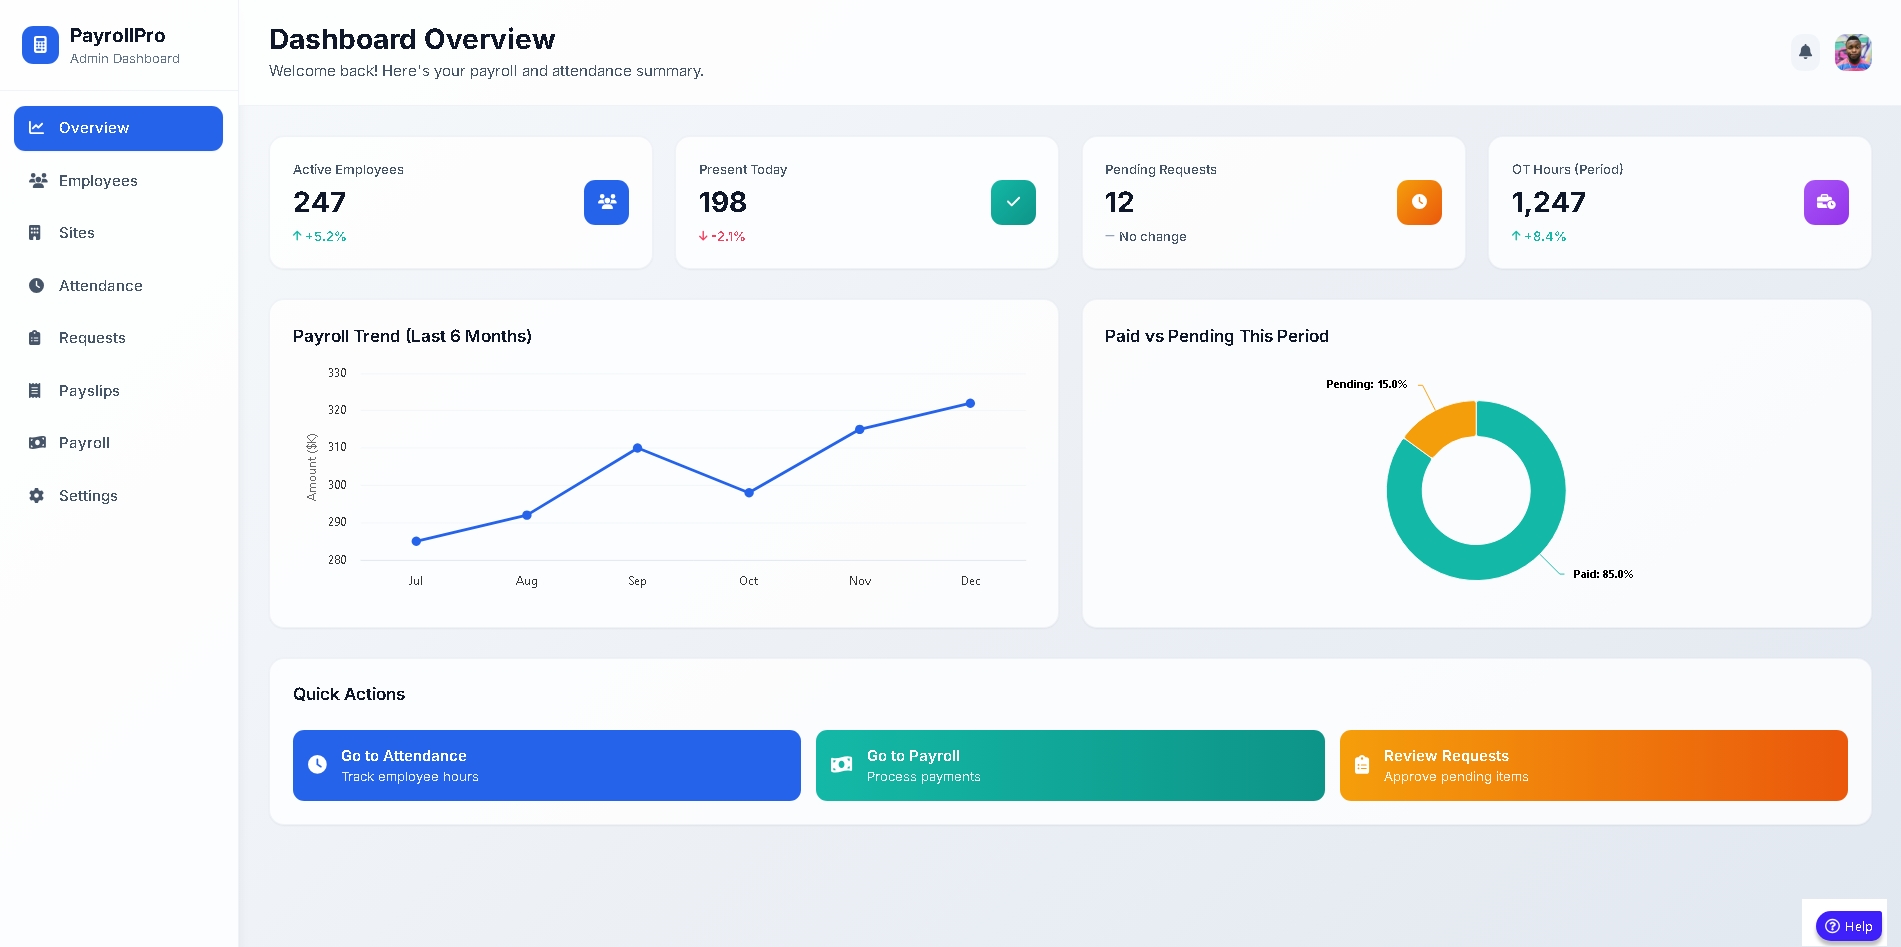 PayrollPro
Admin Dashboard
Overview
Employees
Sites
Attendance
Requests
Payslips
Payroll
Settings
Dashboard Overview
Welcome back! Here's your payroll and attendance summary.
Active Employees
247
+5.2%
Present Today
198
-2.1%
Pending Requests
12
No change
OT Hours (Period)
1,247
+8.4%
Payroll Trend (Last 6 Months)
330
320
310
300
290
280
Amount ($K)
Jul Aug Sep Oct Nov Dec
Paid vs Pending This Period
Pending: 15.0%
Paid: 85.0%
Quick Actions
Go to Attendance
Track employee hours
Go to Payroll
Process payments
Review Requests
Approve pending items
Help